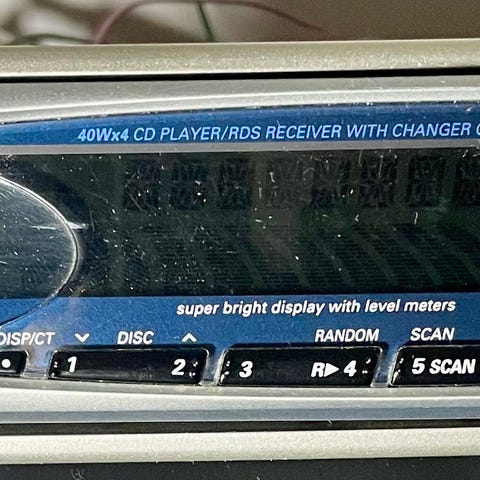 40Wx4 CD PLAYER/RDS RECEIVER WITH CHANGER
super bright display with level meters
DISP/CT DISC RANDOM SCAN
1 2 3 R▶4 5 SCAN